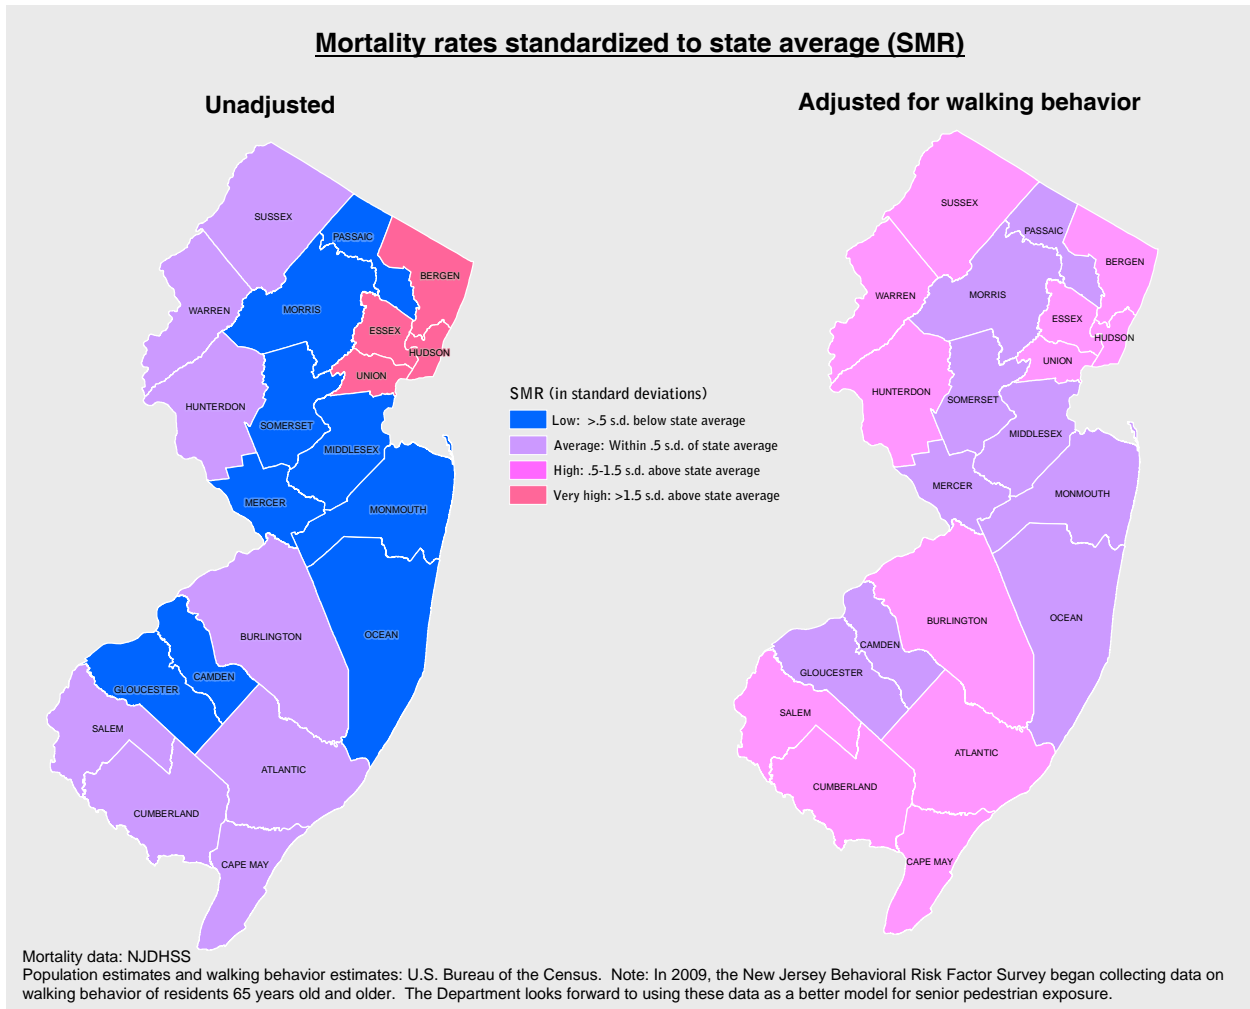 Mortality rates standardized to state average (SMR)
Unadjusted
Adjusted for walking behavior
SUSSEX
PASSAIC
BERGEN
WARREN
MORRIS
ESSEX
HUDSON
UNION
HUNTERDON
SOMERSET
MIDDLESEX
MERCER
MONMOUTH
BURLINGTON
OCEAN
CAMDEN
GLOUCESTER
SALEM
ATLANTIC
CUMBERLAND
CAPE MAY
SMR (in standard deviations)
Low: >.5 s.d. below state average
Average: Within .5 s.d. of state average
High: .5-1.5 s.d. above state average
Very high: >1.5 s.d. above state average
SUSSEX
PASSAIC
BERGEN
WARREN
MORRIS
ESSEX
HUDSON
UNION
HUNTERDON
SOMERSET
MIDDLESEX
MERCER
MONMOUTH
BURLINGTON
OCEAN
CAMDEN
GLOUCESTER
SALEM
ATLANTIC
CUMBERLAND
CAPE MAY
Mortality data: NJDHSS
Population estimates and walking behavior estimates: U.S. Bureau of the Census. Note: In 2009, the New Jersey Behavioral Risk Factor Survey began collecting data on
walking behavior of residents 65 years old and older. The Department looks forward to using these data as a better model for senior pedestrian exposure.